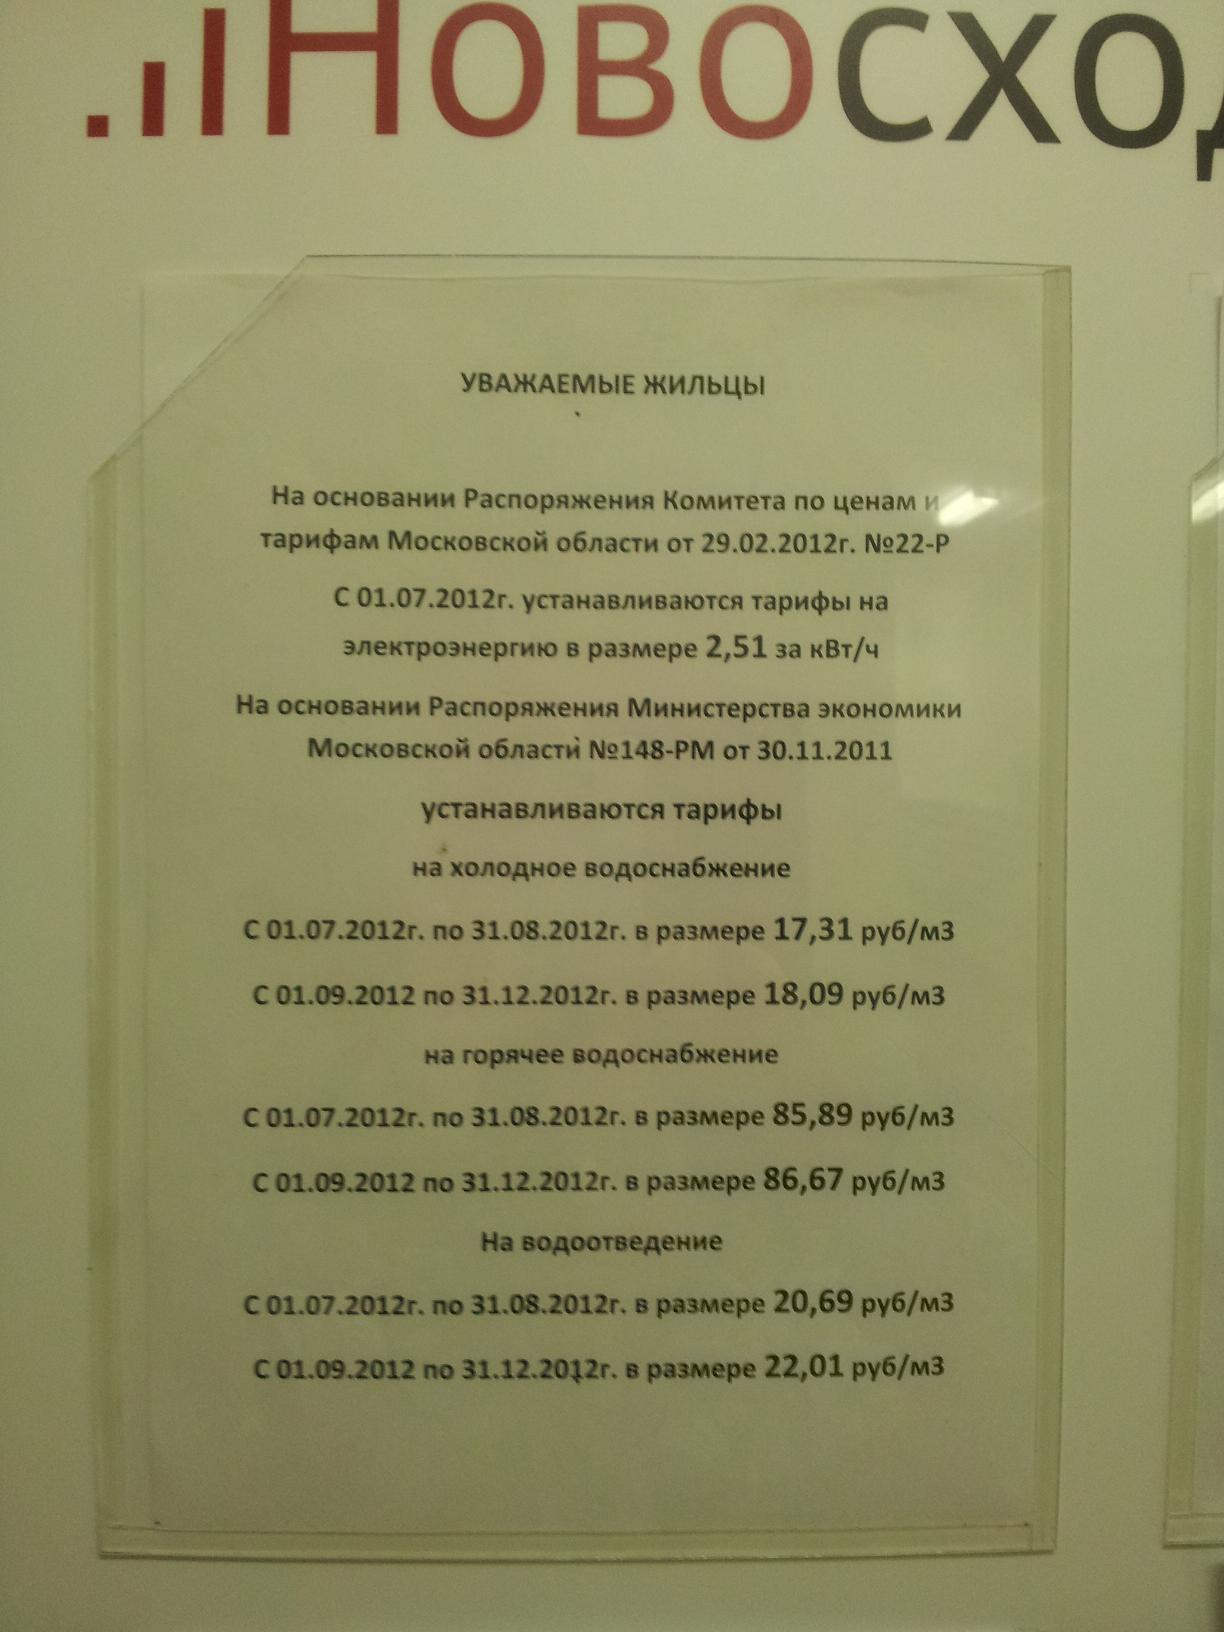 Новосхо
УВАЖАЕМЫЕ ЖИЛЬЦЫ
На основании Распоряжения Комитета по ценам и
тарифам Московской области от 29.02.2012г. №22-Р
С 01.07.2012г. устанавливаются тарифы на
электроэнергию в размере 2,51 за кВт/ч
На основании Распоряжения Министерства экономики
Московской области №148-РМ от 30.11.2011
устанавливаются тарифы
на холодное водоснабжение
С 01.07.2012г. по 31.08.2012г. в размере 17,31 руб/м3
С 01.09.2012 по 31.12.2012г. в размере 18,09 руб/м3
на горячее водоснабжение
С 01.07.2012г. по 31.08.2012г. в размере 85,89 руб/м3
С 01.09.2012 по 31.12.2012г. в размере 86,67 руб/м3
На водоотведение
С 01.07.2012г. по 31.08.2012г. в размере 20,69 руб/м3
С 01.09.2012 по 31.12.2012г. в размере 22,01 руб/м3